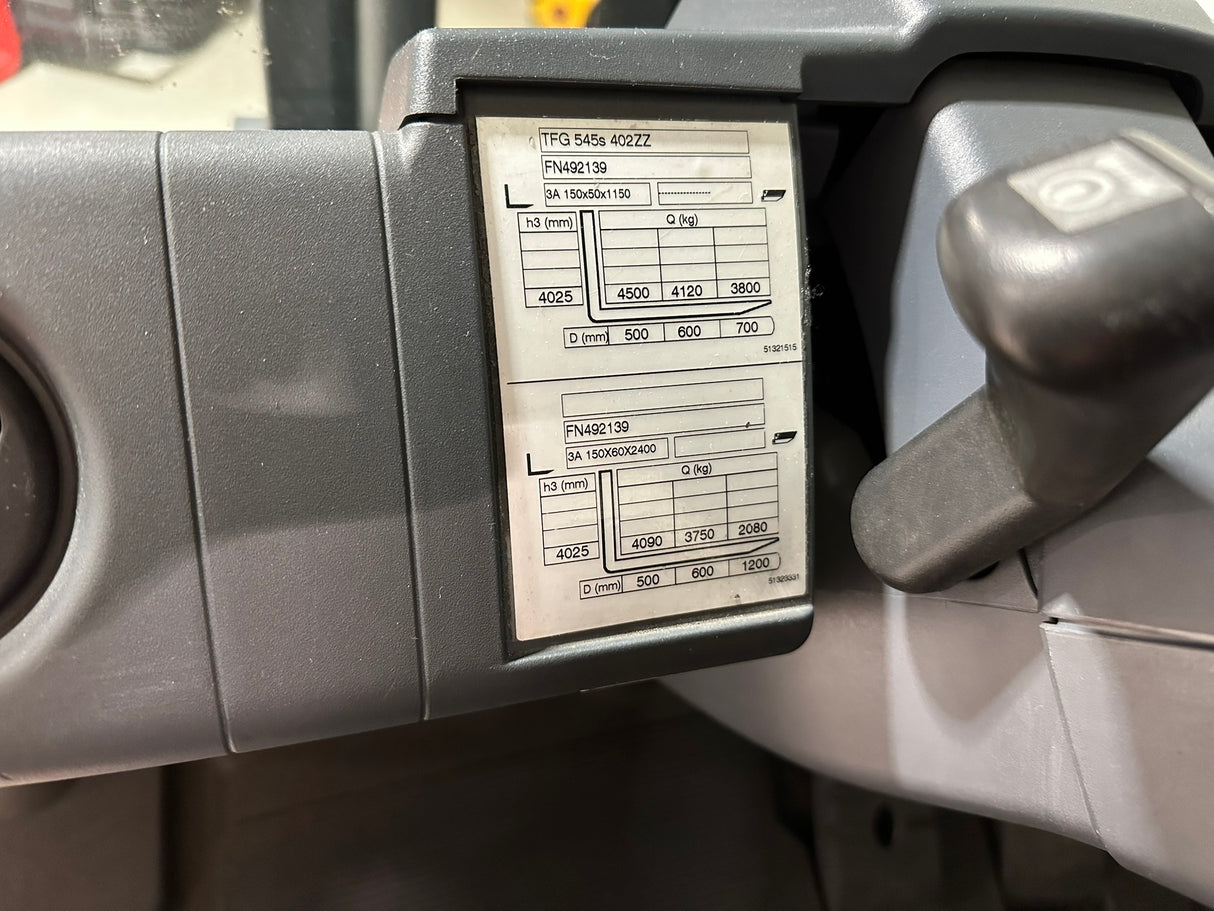 TFG 545s 402ZZ
FN492139
3A 150x50x1150 ---------------
h3 (mm) Q (kg)
4025 4500 4120 3800
D (mm) 500 600 700
51321515
FN492139
3A 150X60X2400
h3 (mm) Q (kg)
4025 4090 3750 2080
D (mm) 500 600 1200
51323331